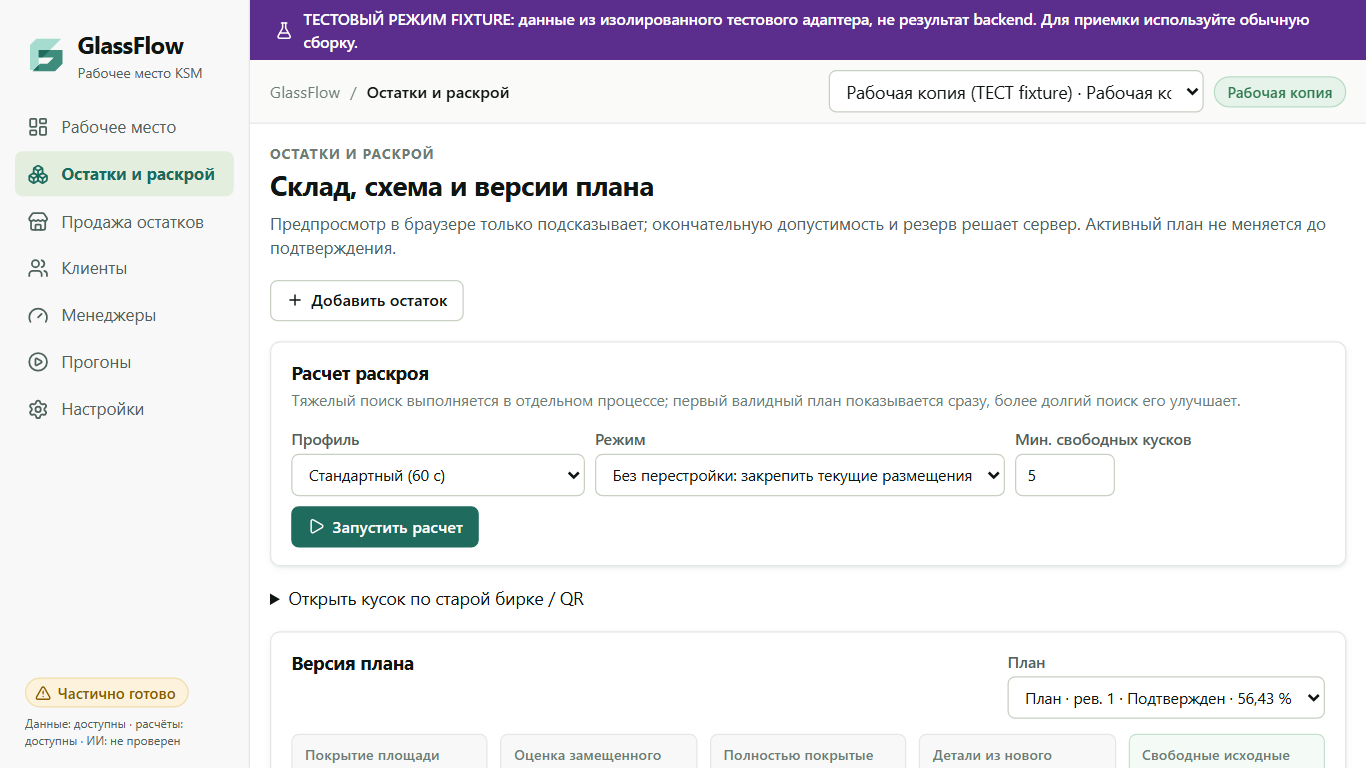 ТЕСТОВЫЙ РЕЖИМ FIXTURE: данные из изолированного тестового адаптера, не результат backend. Для приемки используйте обычную
сборку.
GlassFlow
Рабочее место KSM
Рабочее место
Остатки и раскрой
Продажа остатков
Клиенты
Менеджеры
Прогоны
Настройки
Частично готово
Данные: доступны · расчёты:
доступны · ИИ: не проверен
GlassFlow / Остатки и раскрой
Рабочая копия (ТЕСТ fixture) · Рабочая кс
Рабочая копия
ОСТАТКИ И РАСКРОЙ
Склад, схема и версии плана
Предпросмотр в браузере только подсказывает; окончательную допустимость и резерв решает сервер. Активный план не меняется до
подтверждения.
+ Добавить остаток
Расчет раскроя
Тяжелый поиск выполняется в отдельном процессе; первый валидный план показывается сразу, более долгий поиск его улучшает.
Профиль
Режим
Мин. свободных кусков
Стандартный (60 с)
Без перестройки: закрепить текущие размещения
5
Запустить расчет
Открыть кусок по старой бирке / QR
Версия плана
План
План · рев. 1 · Подтвержден · 56,43 %
Покрытие площади
Оценка замещенного
Полностью покрытые
Детали из нового
Свободные исходные